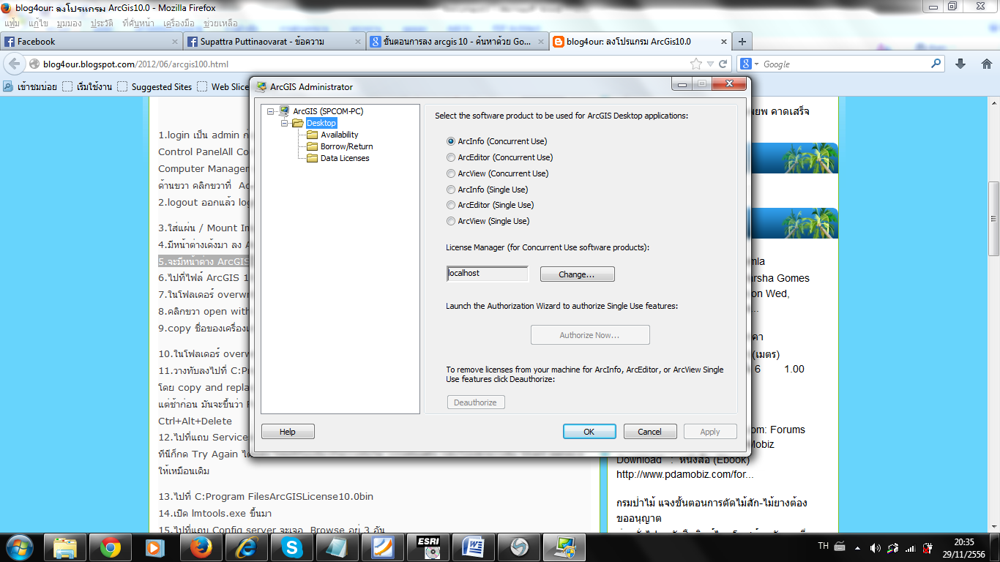 blog4our: ลงโปรแกรม ArcGis10.0 - Mozilla Firefox
แฟ้ม แก้ไข มุมมอง ประวัติ ที่คั่นหน้า เครื่องมือ ช่วยเหลือ
Facebook
Supattra Puttinaovarat - ข้อความ
ขั้นตอนการลง arcgis 10 - ค้นหาด้วย Go...
blog4our: ลงโปรแกรม ArcGis10.0
blog4our.blogspot.com/2012/06/arcgis100.html
Google
เข้าชมบ่อย เริ่มใช้งาน Suggested Sites Web Slice
ArcGIS Administrator
ArcGIS (SPCOM-PC)
Desktop
Availability
Borrow/Return
Data Licenses
Select the software product to be used for ArcGIS Desktop applications:
ArcInfo (Concurrent Use)
ArcEditor (Concurrent Use)
ArcView (Concurrent Use)
ArcInfo (Single Use)
ArcEditor (Single Use)
ArcView (Single Use)
License Manager (for Concurrent Use software products):
localhost
Change...
Launch the Authorization Wizard to authorize Single Use features:
Authorize Now...
To remove licenses from your machine for ArcInfo, ArcEditor, or ArcView Single
Use features click Deauthorize:
Deauthorize
Help
OK
Cancel
Apply
1.login เป็น admin
Control PanelAll Co
Computer Manager
ด้านขวา คลิกขวาที่
2.logout ออกแล้ว log
3.ใส่แผ่น / Mount Im
4.มีหน้าต่างเด้งมา ลง A
5.จะมีหน้าต่าง ArcGIS
6.ไปที่ไฟล์ ArcGIS 1
7.ในโฟลเดอร์ overwr
8.คลิกขวา open with
9.copy ชื่อของเครื่อง
10.ในโฟลเดอร์ overw
11.วางทับลงไปที่ C:Pr
โดย copy and repla
แต่ช้าก่อน มันจะขึ้นว่า
Ctrl+Alt+Delete
12.ไปที่แถบ Service
ทีนี้ก็กด Try Again
ให้เหมือนเดิม
13.ไปที่ C:Program FilesArcGISLicense10.0bin
14.เปิด lmtools.exe ขึ้นมา
15.ไปที่แถบ Config server จะเจอ Browse อยู่ 3 อัน
คาดเสร็จ
mla
arsha Gomes
on Wed,
...
(เมตร)
6 1.00
om: Forums
Mobiz
Download : หนังสือ (Ebook)
http://www.pdamobiz.com/for...
กรมป่าไม้ แจงขั้นตอนการตัดไม้สัก-ไม้ยางต้อง
ขออนุญาต
ESRI
TH
20:35
29/11/2556